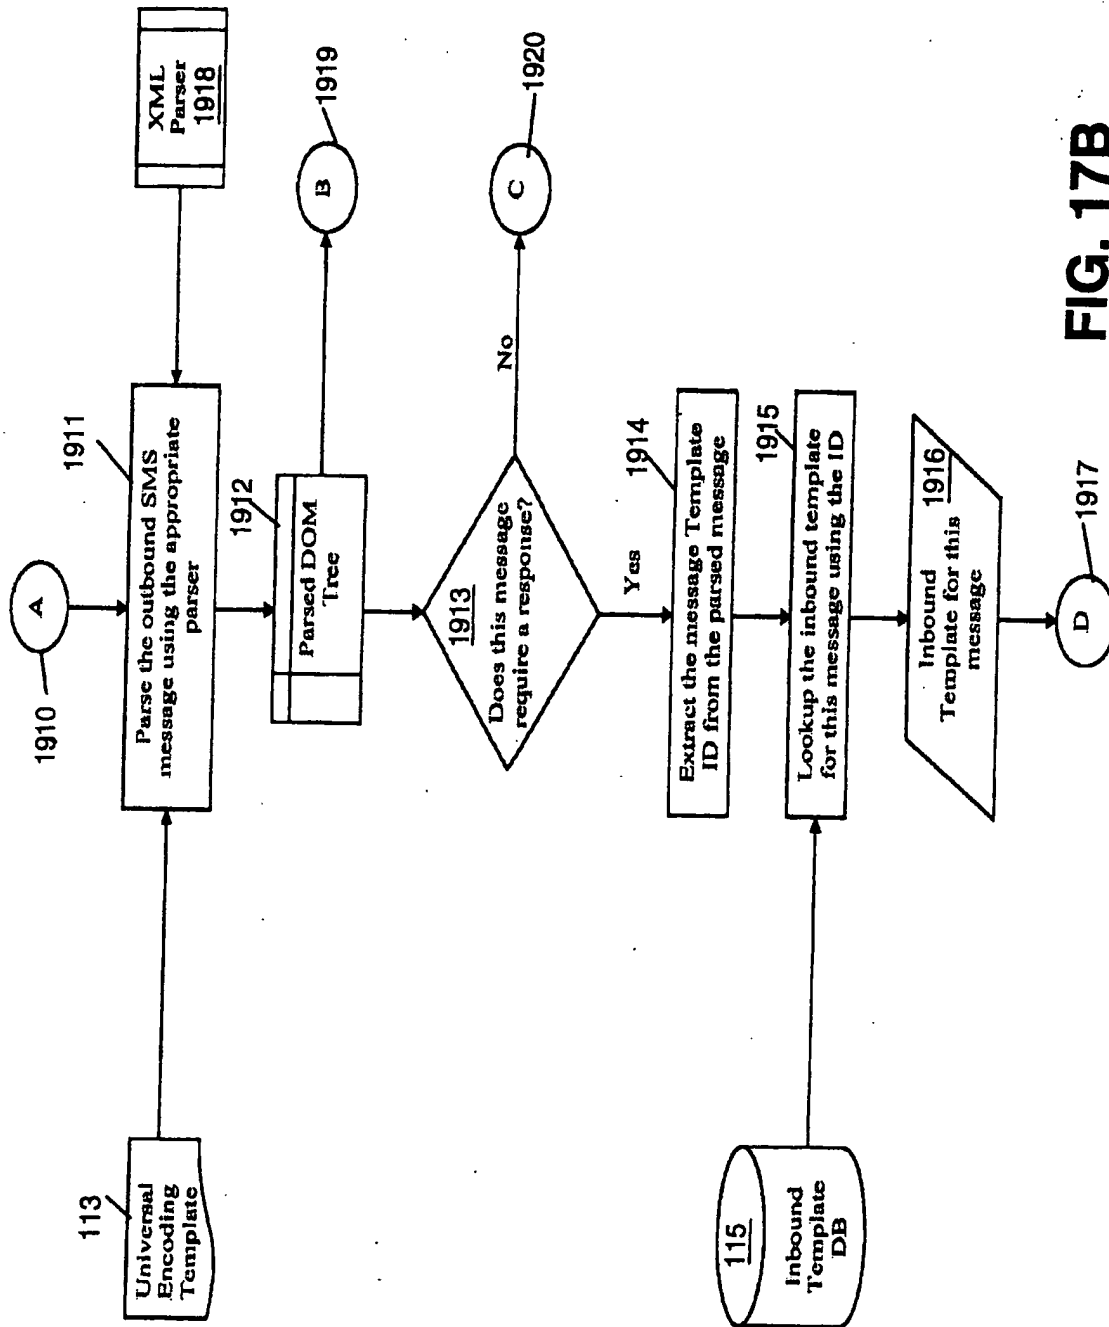 1910
A
113
Universal
Encoding
Template
1911
Parse the outbound SMS
message using the appropriate
parser
XML
Parser
1918
1912
Parsed DOM
Tree
B
1919
1913
Does this message
require a response?
No
C
1920
Yes
1914
Extract the message Template
ID from the parsed message
115
Inbound
Template
DB
1915
Lookup the inbound template
for this message using the ID
1916
Inbound
Template for this
message
D
1917
FIG. 17B